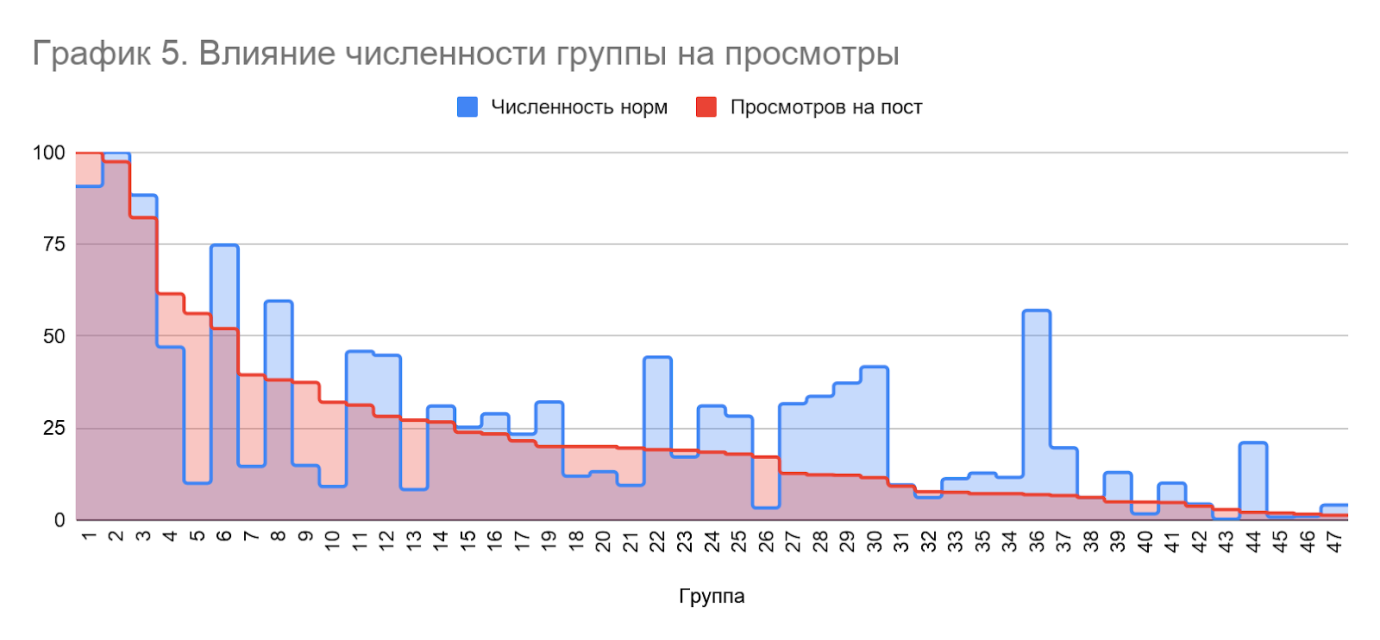 График 5. Влияние численности группы на просмотры
Численность норм Просмотров на пост
100
75
50
25
0
1 2 3 4 5 6 7 8 9 10 11 12 13 14 15 16 17 19 18 20 21 22 23 24 25 26 27 28 29 30 31 32 33 35 34 36 37 38 39 40 41 42 43 44 45 46 47
Группа